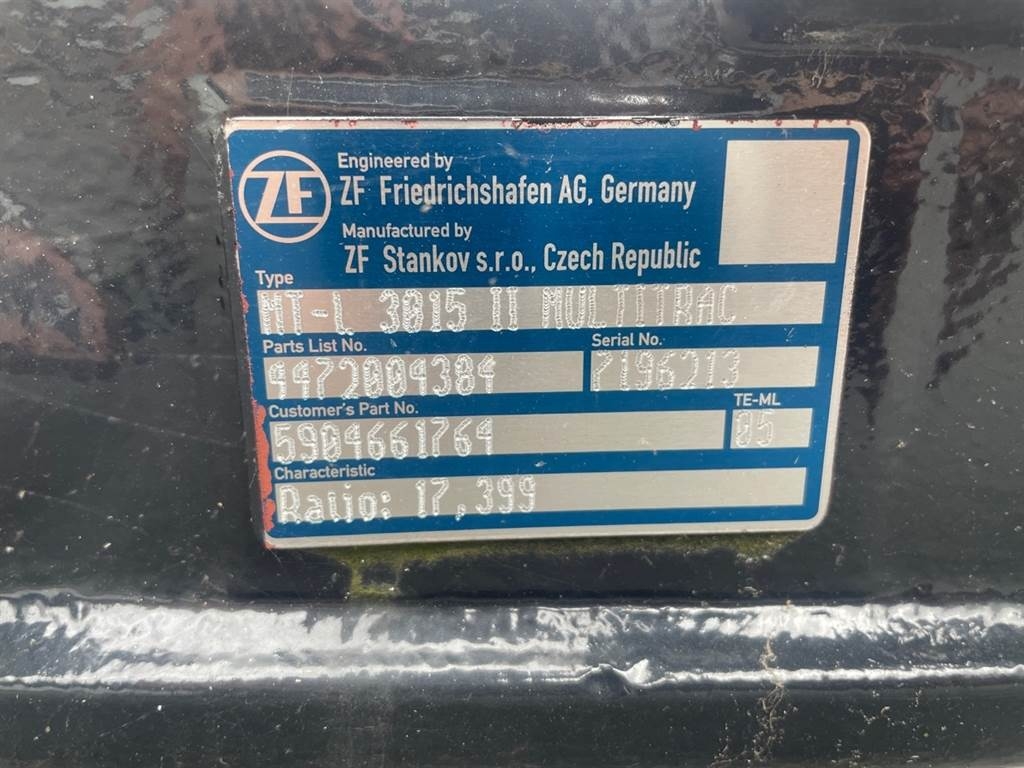 ZF
Engineered by
ZF Friedrichshafen AG, Germany
Manufactured by
ZF Stankov s.r.o., Czech Republic
Type
MT-L 3015 II MULTITRAC
Parts List No.
4472004384
Serial No.
7196213
Customer's Part No.
5904661764
TE-ML
05
Characteristic
Ratio: 17,399